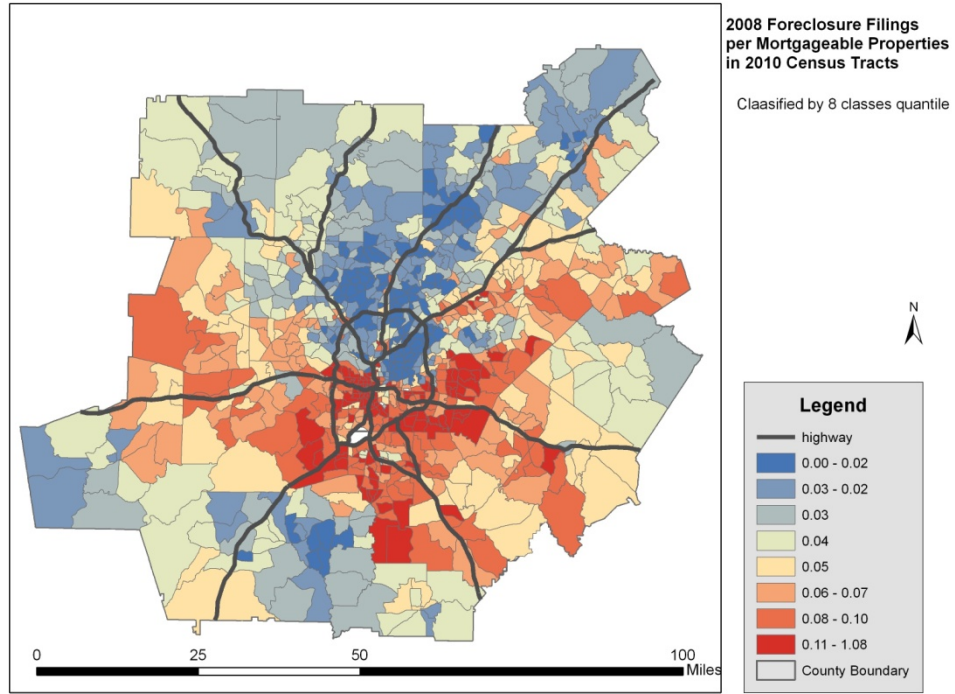 2008 Foreclosure Filings
per Mortgageable Properties
in 2010 Census Tracts
Claasified by 8 classes quantile
N
Legend
highway
0.00 - 0.02
0.03 - 0.02
0.03
0.04
0.05
0.06 - 0.07
0.08 - 0.10
0.11 - 1.08
County Boundary
0 25 50 100
Miles